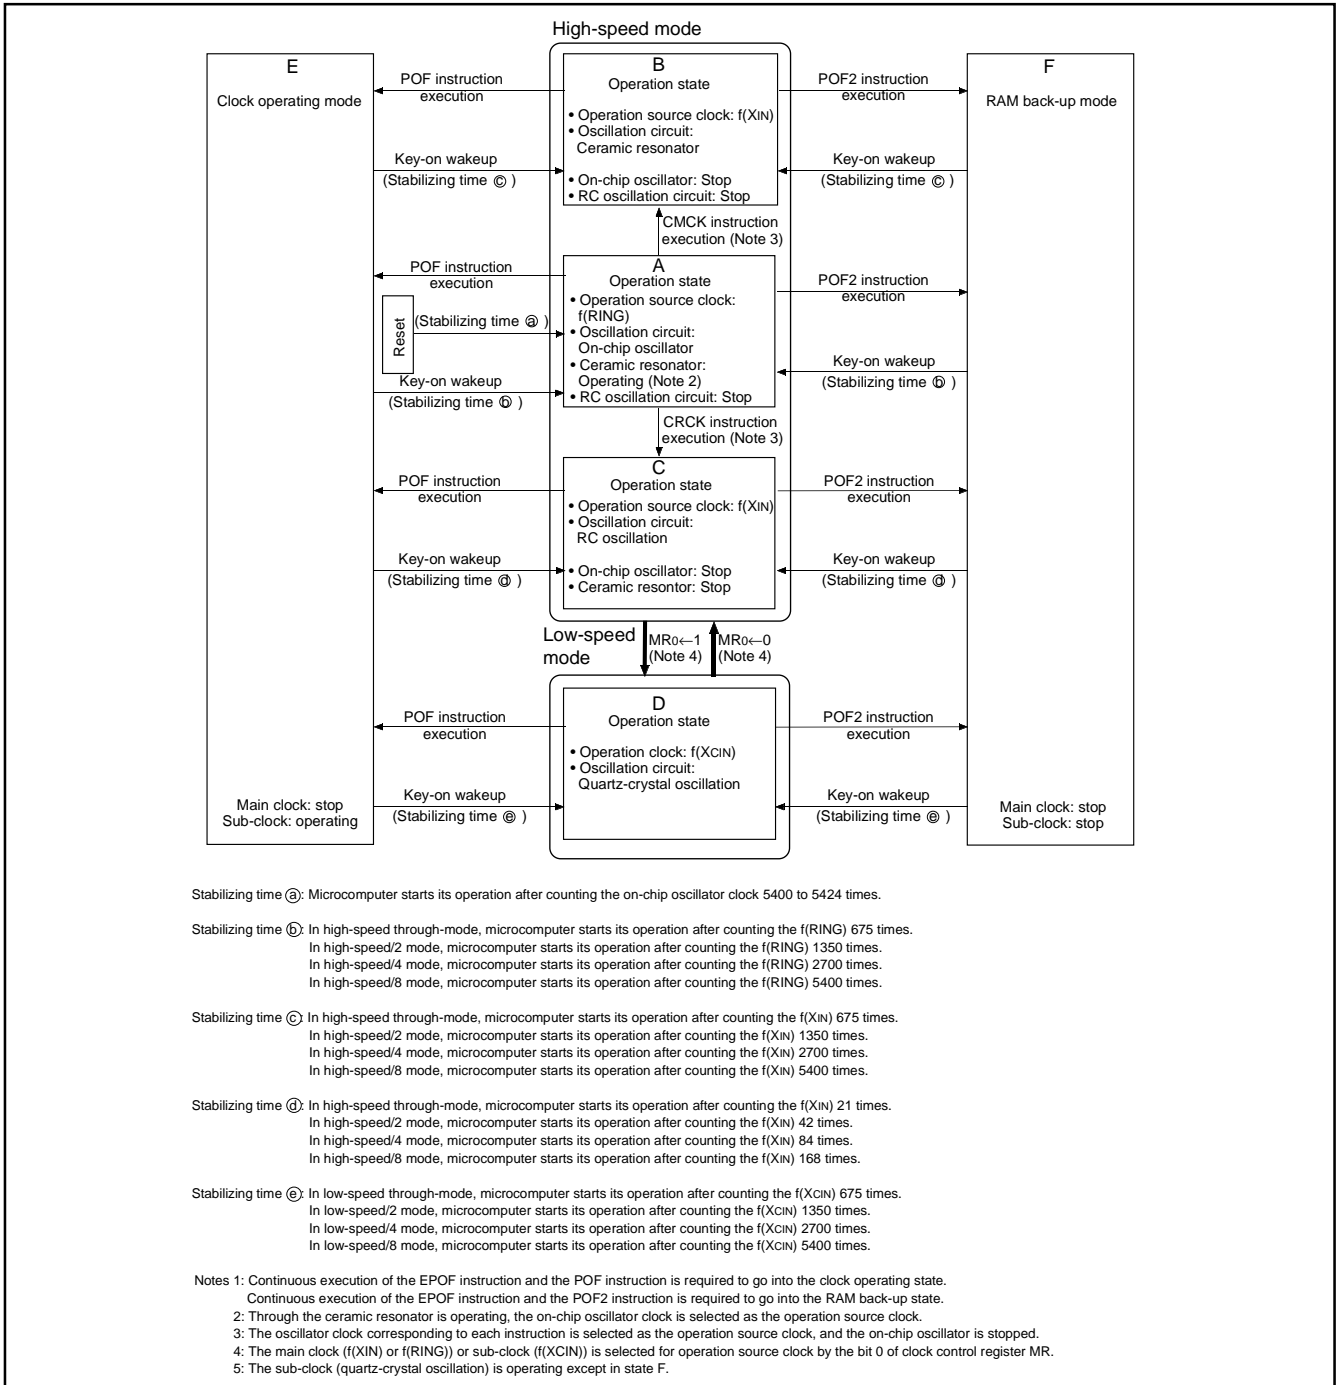 High-speed mode
E
Clock operating mode
Main clock: stop
Sub-clock: operating
B
Operation state
• Operation source clock: f(XIN)
• Oscillation circuit:
Ceramic resonator
• On-chip oscillator: Stop
• RC oscillation circuit: Stop
F
RAM back-up mode
Main clock: stop
Sub-clock: stop
POF instruction
execution
POF2 instruction
execution
Key-on wakeup
(Stabilizing time ⓒ )
Key-on wakeup
(Stabilizing time ⓒ )
CMCK instruction
execution (Note 3)
POF instruction
execution
A
Operation state
• Operation source clock:
f(RING)
• Oscillation circuit:
On-chip oscillator
• Ceramic resonator:
Operating (Note 2)
• RC oscillation circuit: Stop
POF2 instruction
execution
Reset
(Stabilizing time ⓐ )
Key-on wakeup
(Stabilizing time ⓑ )
Key-on wakeup
(Stabilizing time ⓑ )
CRCK instruction
execution (Note 3)
POF instruction
execution
C
Operation state
• Operation source clock: f(XIN)
• Oscillation circuit:
RC oscillation
• On-chip oscillator: Stop
• Ceramic resontor: Stop
POF2 instruction
execution
Key-on wakeup
(Stabilizing time ⓓ )
Key-on wakeup
(Stabilizing time ⓓ )
Low-speed
mode
MR0←1
(Note 4)
MR0←0
(Note 4)
POF instruction
execution
D
Operation state
• Operation clock: f(XCIN)
• Oscillation circuit:
Quartz-crystal oscillation
POF2 instruction
execution
Key-on wakeup
(Stabilizing time ⓔ )
Key-on wakeup
(Stabilizing time ⓔ )
Stabilizing time ⓐ: Microcomputer starts its operation after counting the on-chip oscillator clock 5400 to 5424 times.
Stabilizing time ⓑ: In high-speed through-mode, microcomputer starts its operation after counting the f(RING) 675 times.
In high-speed/2 mode, microcomputer starts its operation after counting the f(RING) 1350 times.
In high-speed/4 mode, microcomputer starts its operation after counting the f(RING) 2700 times.
In high-speed/8 mode, microcomputer starts its operation after counting the f(RING) 5400 times.
Stabilizing time ⓒ: In high-speed through-mode, microcomputer starts its operation after counting the f(XIN) 675 times.
In high-speed/2 mode, microcomputer starts its operation after counting the f(XIN) 1350 times.
In high-speed/4 mode, microcomputer starts its operation after counting the f(XIN) 2700 times.
In high-speed/8 mode, microcomputer starts its operation after counting the f(XIN) 5400 times.
Stabilizing time ⓓ: In high-speed through-mode, microcomputer starts its operation after counting the f(XIN) 21 times.
In high-speed/2 mode, microcomputer starts its operation after counting the f(XIN) 42 times.
In high-speed/4 mode, microcomputer starts its operation after counting the f(XIN) 84 times.
In high-speed/8 mode, microcomputer starts its operation after counting the f(XIN) 168 times.
Stabilizing time ⓔ: In low-speed through-mode, microcomputer starts its operation after counting the f(XCIN) 675 times.
In low-speed/2 mode, microcomputer starts its operation after counting the f(XCIN) 1350 times.
In low-speed/4 mode, microcomputer starts its operation after counting the f(XCIN) 2700 times.
In low-speed/8 mode, microcomputer starts its operation after counting the f(XCIN) 5400 times.
Notes 1: Continuous execution of the EPOF instruction and the POF instruction is required to go into the clock operating state.
Continuous execution of the EPOF instruction and the POF2 instruction is required to go into the RAM back-up state.
2: Through the ceramic resonator is operating, the on-chip oscillator clock is selected as the operation source clock.
3: The oscillator clock corresponding to each instruction is selected as the operation source clock, and the on-chip oscillator is stopped.
4: The main clock (f(XIN) or f(RING)) or sub-clock (f(XCIN)) is selected for operation source clock by the bit 0 of clock control register MR.
5: The sub-clock (quartz-crystal oscillation) is operating except in state F.